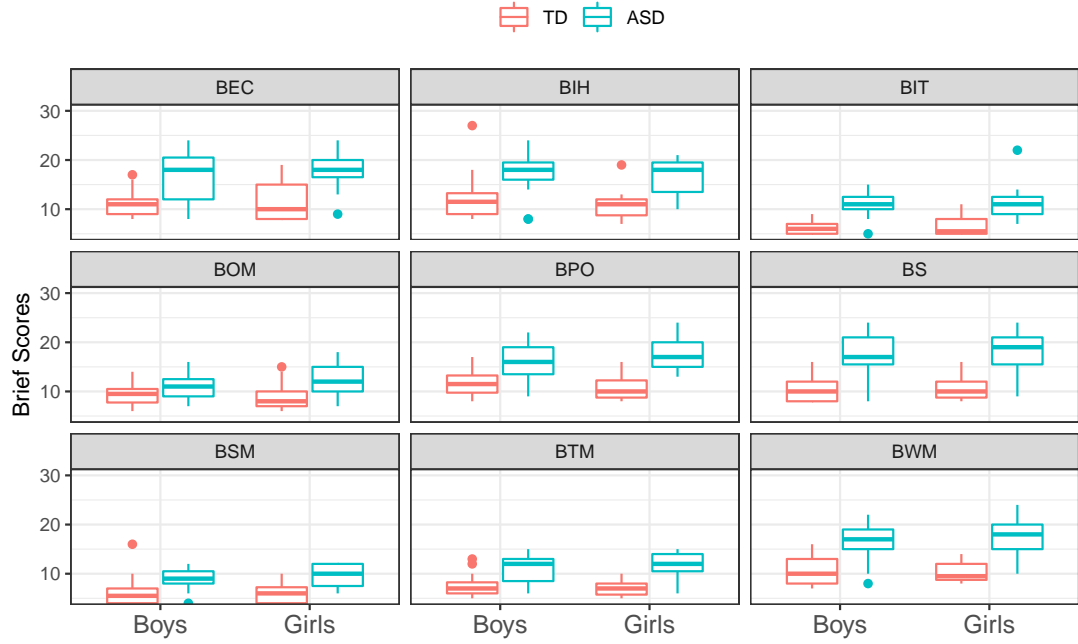 TD ASD
BEC BIH BIT
30
20
10
BOM BPO BS
30
20
10
BSM BTM BWM
30
20
10
Boys Girls Boys Girls Boys Girls
Brief Scores